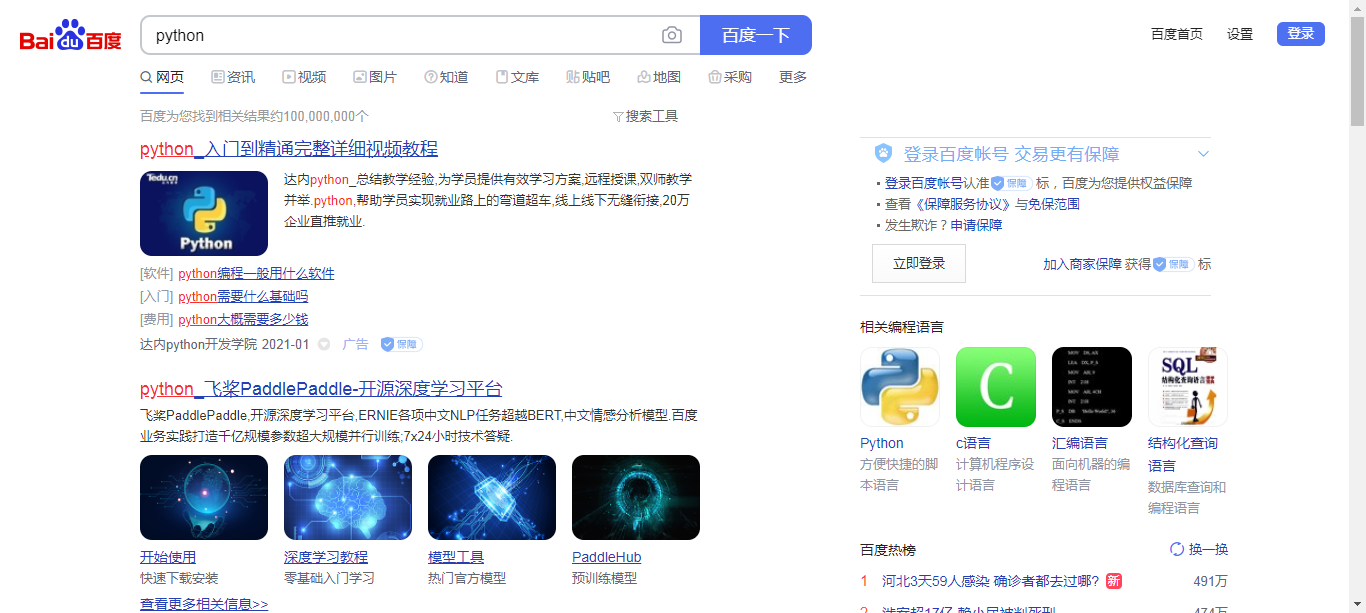 Baidu百度
python
百度一下
百度首页 设置 登录
网页 资讯 视频 图片 知道 文库 贴吧 地图 采购 更多
百度为您找到相关结果约100,000,000个
搜索工具
python_入门到精通完整详细视频教程
Tedu.cn
Python
达内python_总结教学经验,为学员提供有效学习方案,远程授课,双师教学
并举.python,帮助学员实现就业路上的弯道超车,线上线下无缝衔接,20万
企业直推就业.
[软件] python编程一般用什么软件
[入门] python需要什么基础吗
[费用] python大概需要多少钱
达内python开发学院 2021-01 广告 保障
python_飞桨PaddlePaddle-开源深度学习平台
飞桨PaddlePaddle,开源深度学习平台,ERNIE各项中文NLP任务超越BERT,中文情感分析模型.百度
业务实践打造千亿规模参数超大规模并行训练;7x24小时技术答疑.
开始使用
快速下载安装
深度学习教程
零基础入门学习
模型工具
热门官方模型
PaddleHub
预训练模型
查看更多相关信息>>
登录百度帐号 交易更有保障
· 登录百度帐号认准 保障 标，百度为您提供权益保障
· 查看《保障服务协议》与免保范围
· 发生欺诈？申请保障
立即登录
加入商家保障 获得 保障 标
相关编程语言
Python
方便快捷的脚
本语言
C
c语言
计算机程序设
计语言
汇编语言
面向机器的编
程语言
SQL
结构化查询语言
结构化查询
语言
数据库查询和
编程语言
百度热榜 换一换
1 河北3天59人感染 确诊者都去过哪? 新 491万
2 涉案超17亿 赖小民被判死刑 474万